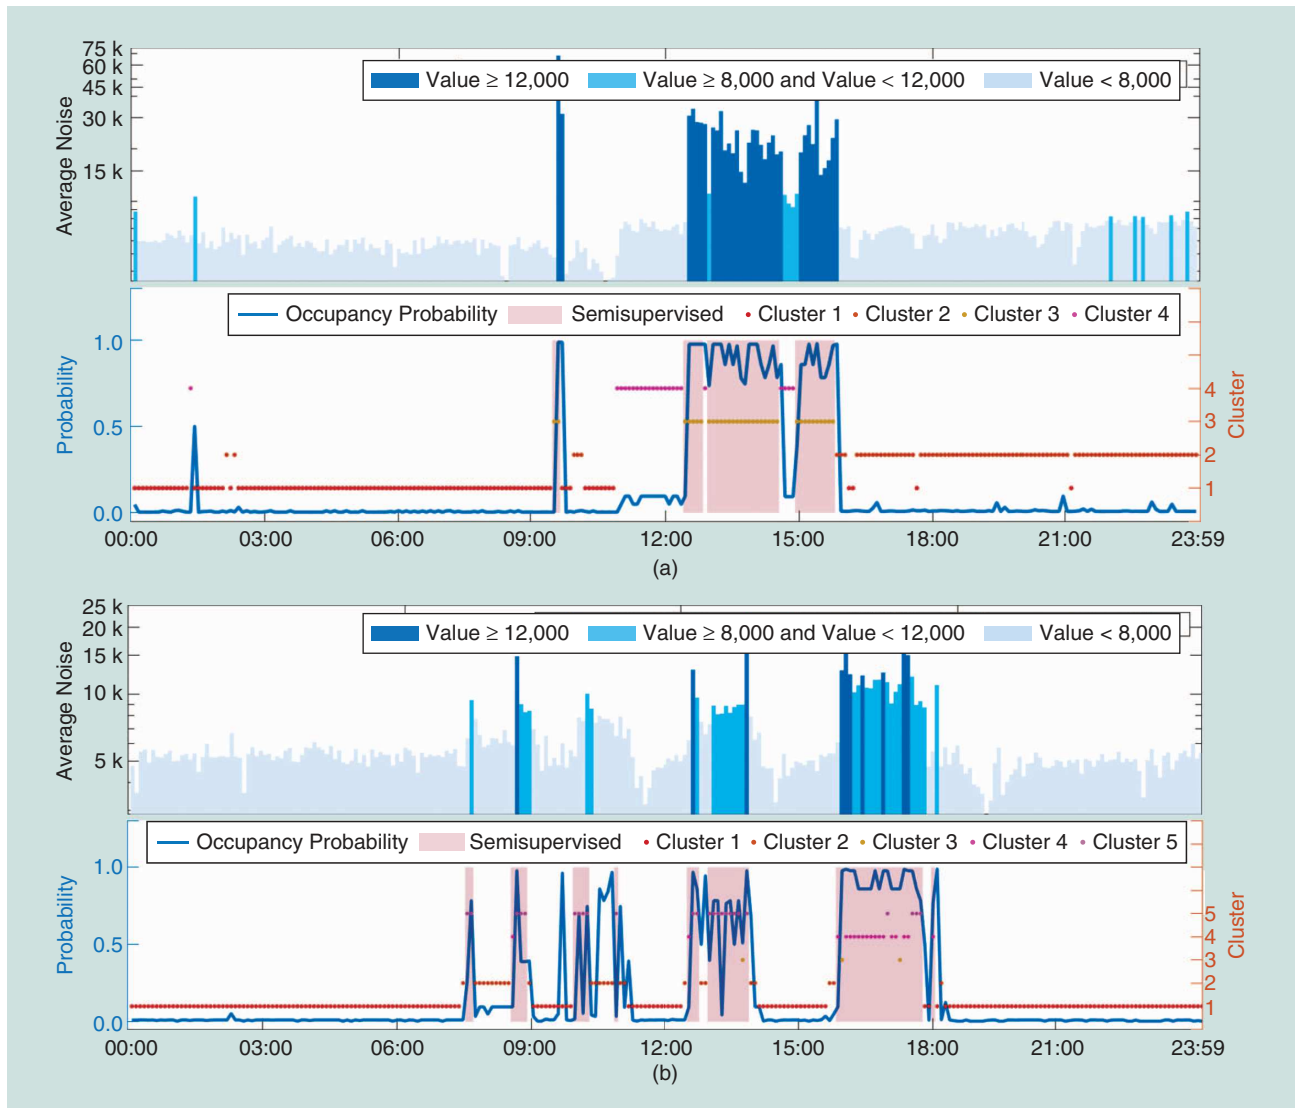 75 k
60 k
45 k
30 k
15 k
Average Noise
Value ≥ 12,000 Value ≥ 8,000 and Value < 12,000 Value < 8,000
Occupancy Probability Semisupervised Cluster 1 Cluster 2 Cluster 3 Cluster 4
1.0
0.5
0.0
Probability
4
3
2
1
Cluster
00:00 03:00 06:00 09:00 12:00 15:00 18:00 21:00 23:59
(a)
25 k
20 k
15 k
10 k
5 k
Average Noise
Value ≥ 12,000 Value ≥ 8,000 and Value < 12,000 Value < 8,000
Occupancy Probability Semisupervised Cluster 1 Cluster 2 Cluster 3 Cluster 4 Cluster 5
1.0
0.5
0.0
Probability
5
4
3
2
1
Cluster
00:00 03:00 06:00 09:00 12:00 15:00 18:00 21:00 23:59
(b)